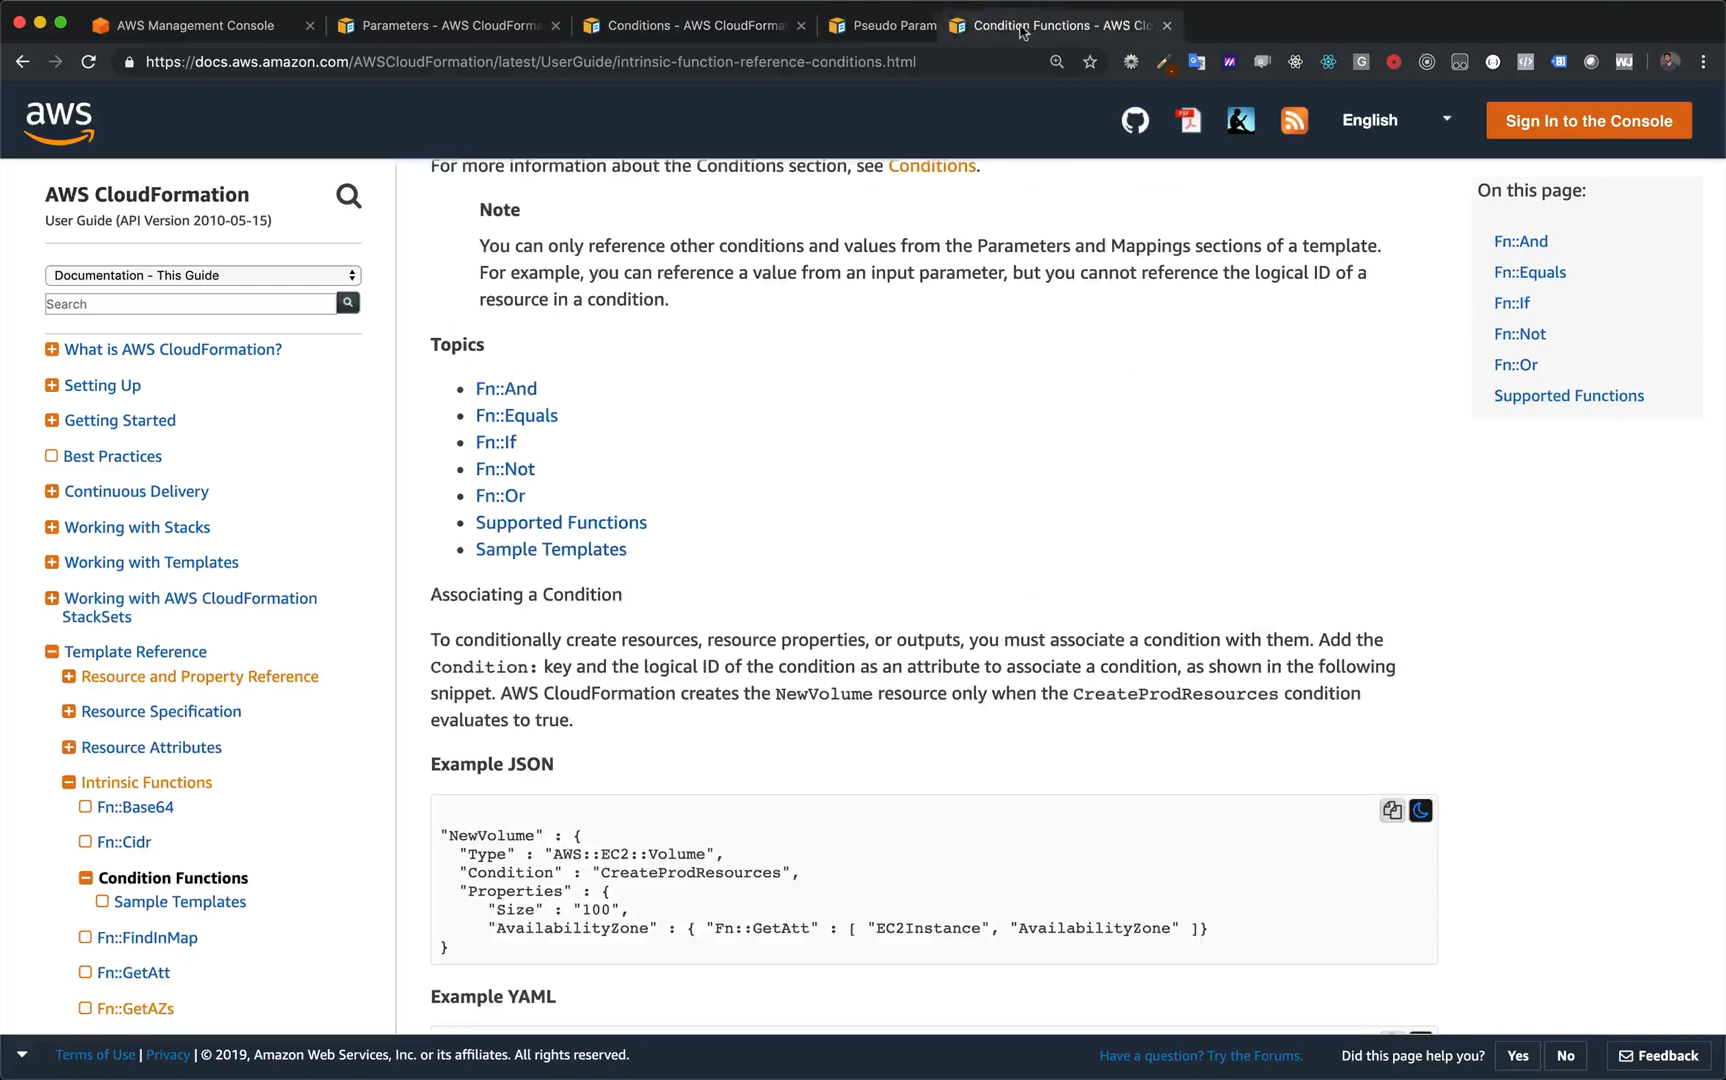 AWS Management Console
Parameters - AWS CloudForma
Conditions - AWS CloudFormat
Pseudo Param
Condition Functions - AWS Clo
https://docs.aws.amazon.com/AWSCloudFormation/latest/UserGuide/intrinsic-function-reference-conditions.html
aws
English
Sign In to the Console
AWS CloudFormation
User Guide (API Version 2010-05-15)
Documentation - This Guide
Search
What is AWS CloudFormation?
Setting Up
Getting Started
Best Practices
Continuous Delivery
Working with Stacks
Working with Templates
Working with AWS CloudFormation
StackSets
Template Reference
Resource and Property Reference
Resource Specification
Resource Attributes
Intrinsic Functions
Fn::Base64
Fn::Cidr
Condition Functions
Sample Templates
Fn::FindInMap
Fn::GetAtt
Fn::GetAZs
For more information about the Conditions section, see Conditions.
Note
You can only reference other conditions and values from the Parameters and Mappings sections of a template.
For example, you can reference a value from an input parameter, but you cannot reference the logical ID of a
resource in a condition.
Topics
Fn::And
Fn::Equals
Fn::If
Fn::Not
Fn::Or
Supported Functions
Sample Templates
Associating a Condition
To conditionally create resources, resource properties, or outputs, you must associate a condition with them. Add the
Condition: key and the logical ID of the condition as an attribute to associate a condition, as shown in the following
snippet. AWS CloudFormation creates the NewVolume resource only when the CreateProdResources condition
evaluates to true.
Example JSON
"NewVolume" : {
"Type" : "AWS::EC2::Volume",
"Condition" : "CreateProdResources",
"Properties" : {
"Size" : "100",
"AvailabilityZone" : { "Fn::GetAtt" : [ "EC2Instance", "AvailabilityZone" ]}
}
Example YAML
On this page:
Fn::And
Fn::Equals
Fn::If
Fn::Not
Fn::Or
Supported Functions
Terms of Use | Privacy | © 2019, Amazon Web Services, Inc. or its affiliates. All rights reserved.
Have a question? Try the Forums.
Did this page help you?
Yes
No
Feedback